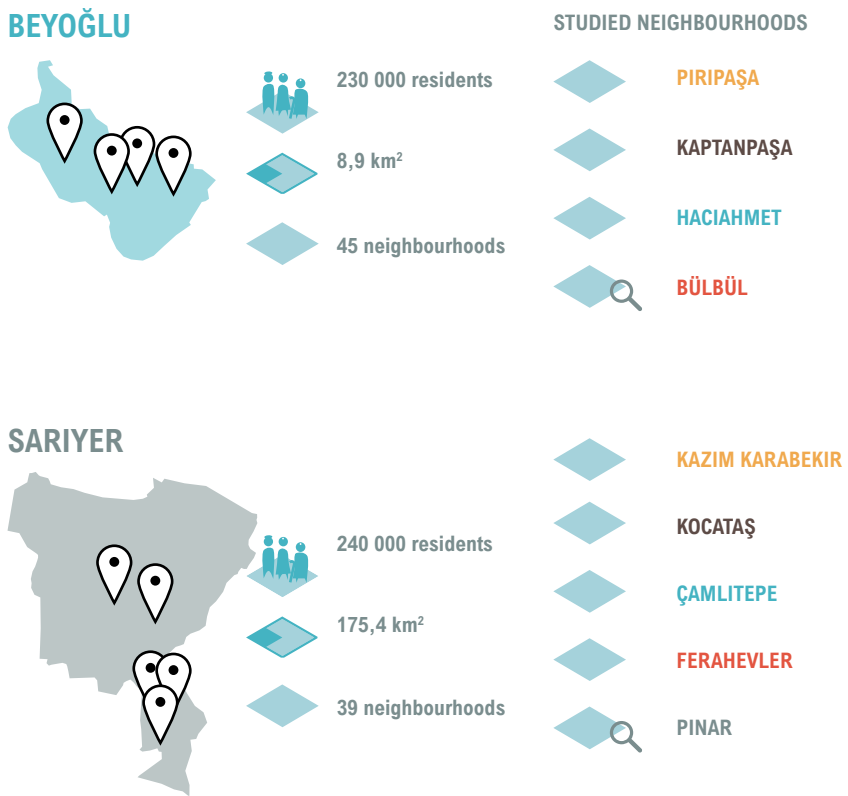 BEYOĞLU
230 000 residents
8,9 km²
45 neighbourhoods
STUDIED NEIGHBOURHOODS
PIRIPAŞA
KAPTANPAŞA
HACIAHMET
BÜLBÜL
SARIYER
240 000 residents
175,4 km²
39 neighbourhoods
KAZIM KARABEKIR
KOCATAŞ
ÇAMLITEPE
FERAHEVLER
PINAR